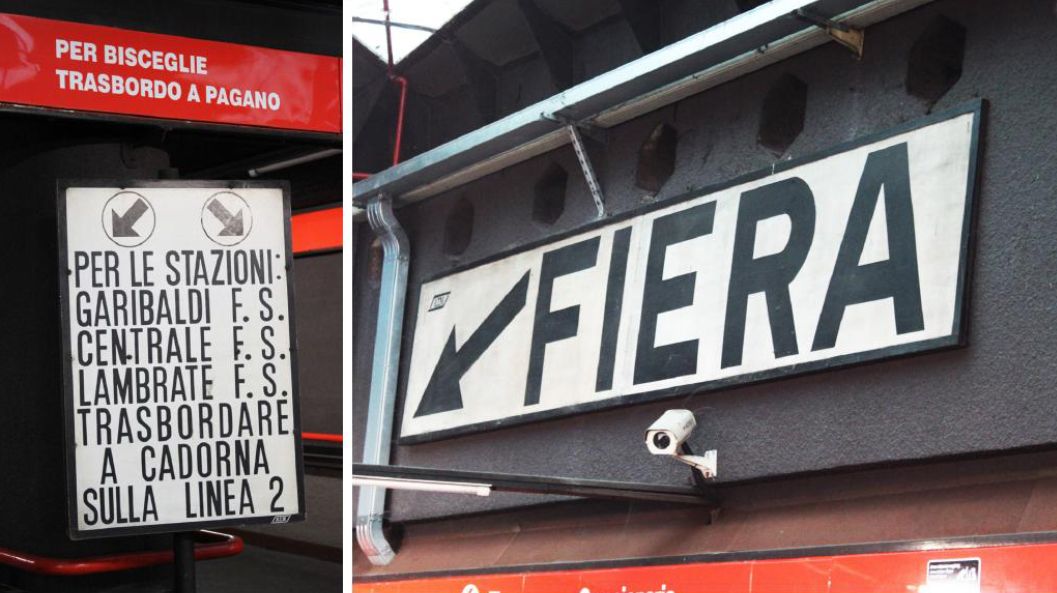 PER BISCEGLIE
TRASBORDO A PAGANO
PER LE STAZIONI:
GARIBALDI F. S.
CENTRALE F. S.
LAMBRATE F. S.
TRASBORDARE
A CADORNA
SULLA LINEA 2
FIERA